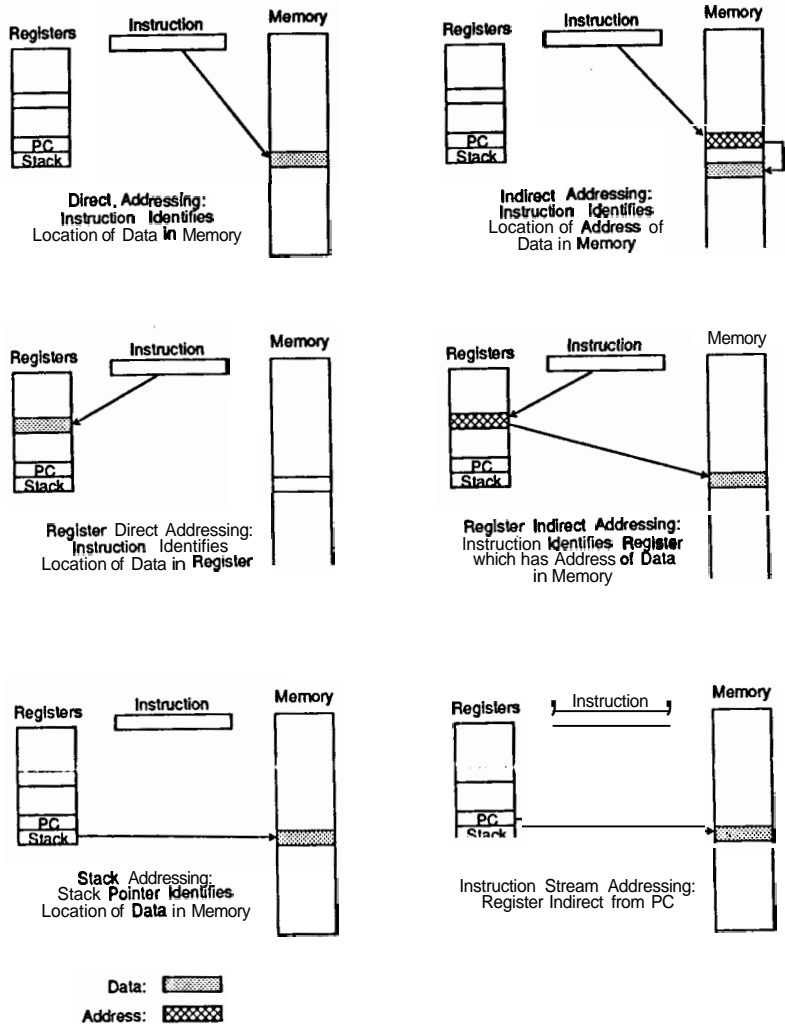 Registers
Instruction
Memory
PC
Stack
Direct Addressing:
Instruction Identifies
Location of Data in Memory
Registers
Instruction
Memory
PC
Stack
Indirect Addressing:
Instruction Identifies
Location of Address of
Data in Memory
Registers
Instruction
Memory
PC
Stack
Register Direct Addressing:
Instruction Identifies
Location of Data in Register
Registers
Instruction
Memory
PC
Stack
Register Indirect Addressing:
Instruction Identifies Register
which has Address of Data
in Memory
Registers
Instruction
Memory
PC
Stack
Stack Addressing:
Stack Pointer Identifies
Location of Data in Memory
Registers
Instruction
Memory
PC
Stack
Instruction Stream Addressing:
Register Indirect from PC
Data:
Address: